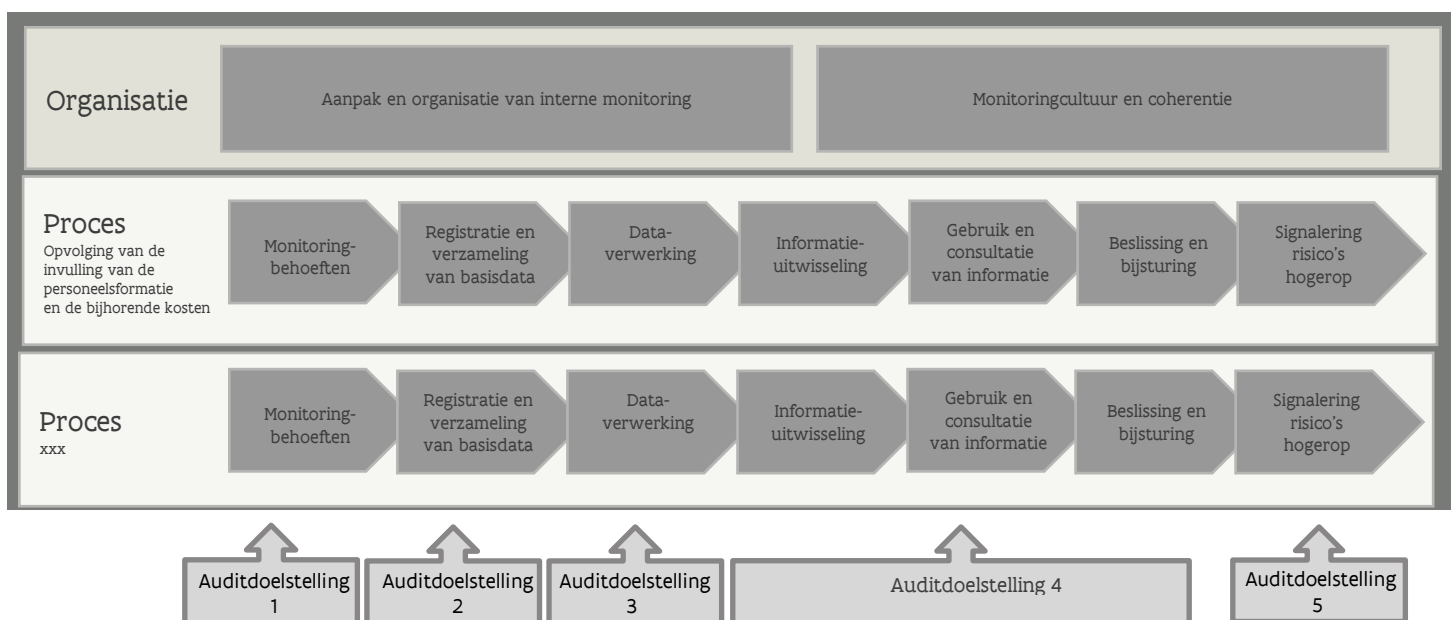 Organisatie
Aanpak en organisatie van interne monitoring
Monitoringcultuur en coherentie
Proces
Opvolging van de
invulling van de
personeelsformatie
en de bijhorende kosten
Monitoring-
behoeften
Registratie en
verzameling
van basisdata
Data-
verwerking
Informatie-
uitwisseling
Gebruik en
consultatie
van informatie
Beslissing en
bijsturing
Signalering
risico's
hogerop
Proces
xxx
Monitoring-
behoeften
Registratie en
verzameling
van basisdata
Data-
verwerking
Informatie-
uitwisseling
Gebruik en
consultatie
van informatie
Beslissing en
bijsturing
Signalering
risico's
hogerop
Auditdoelstelling
1
Auditdoelstelling
2
Auditdoelstelling
3
Auditdoelstelling 4
Auditdoelstelling
5